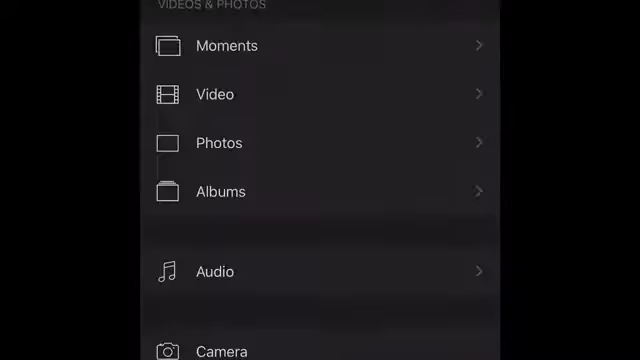 VIDEOS & PHOTOS
Moments
Video
Photos
Albums
Audio
Camera